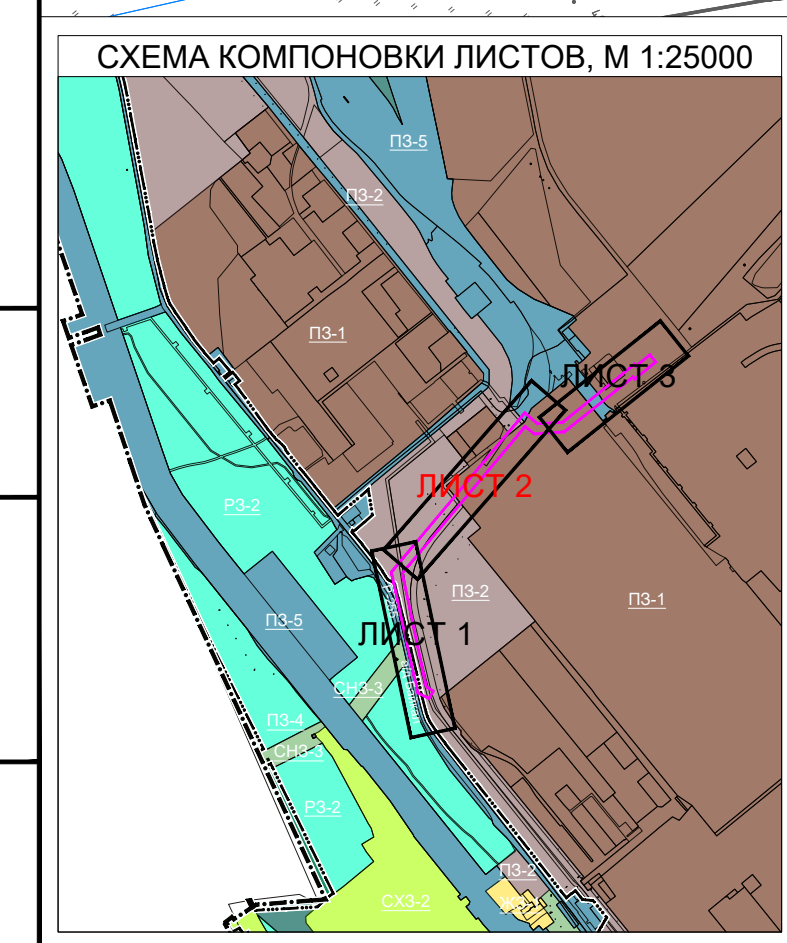 СХЕМА КОМПОНОВКИ ЛИСТОВ, М 1:25000
ПЗ-5
ПЗ-2
ПЗ-1
ЛИСТ 3
ЛИСТ 2
РЗ-2
ПЗ-2
ПЗ-1
ПЗ-5
ЛИСТ 1
СНЗ-3
ПЗ-4
СНЗ-3
РЗ-2
ПЗ-2
СХЗ-2